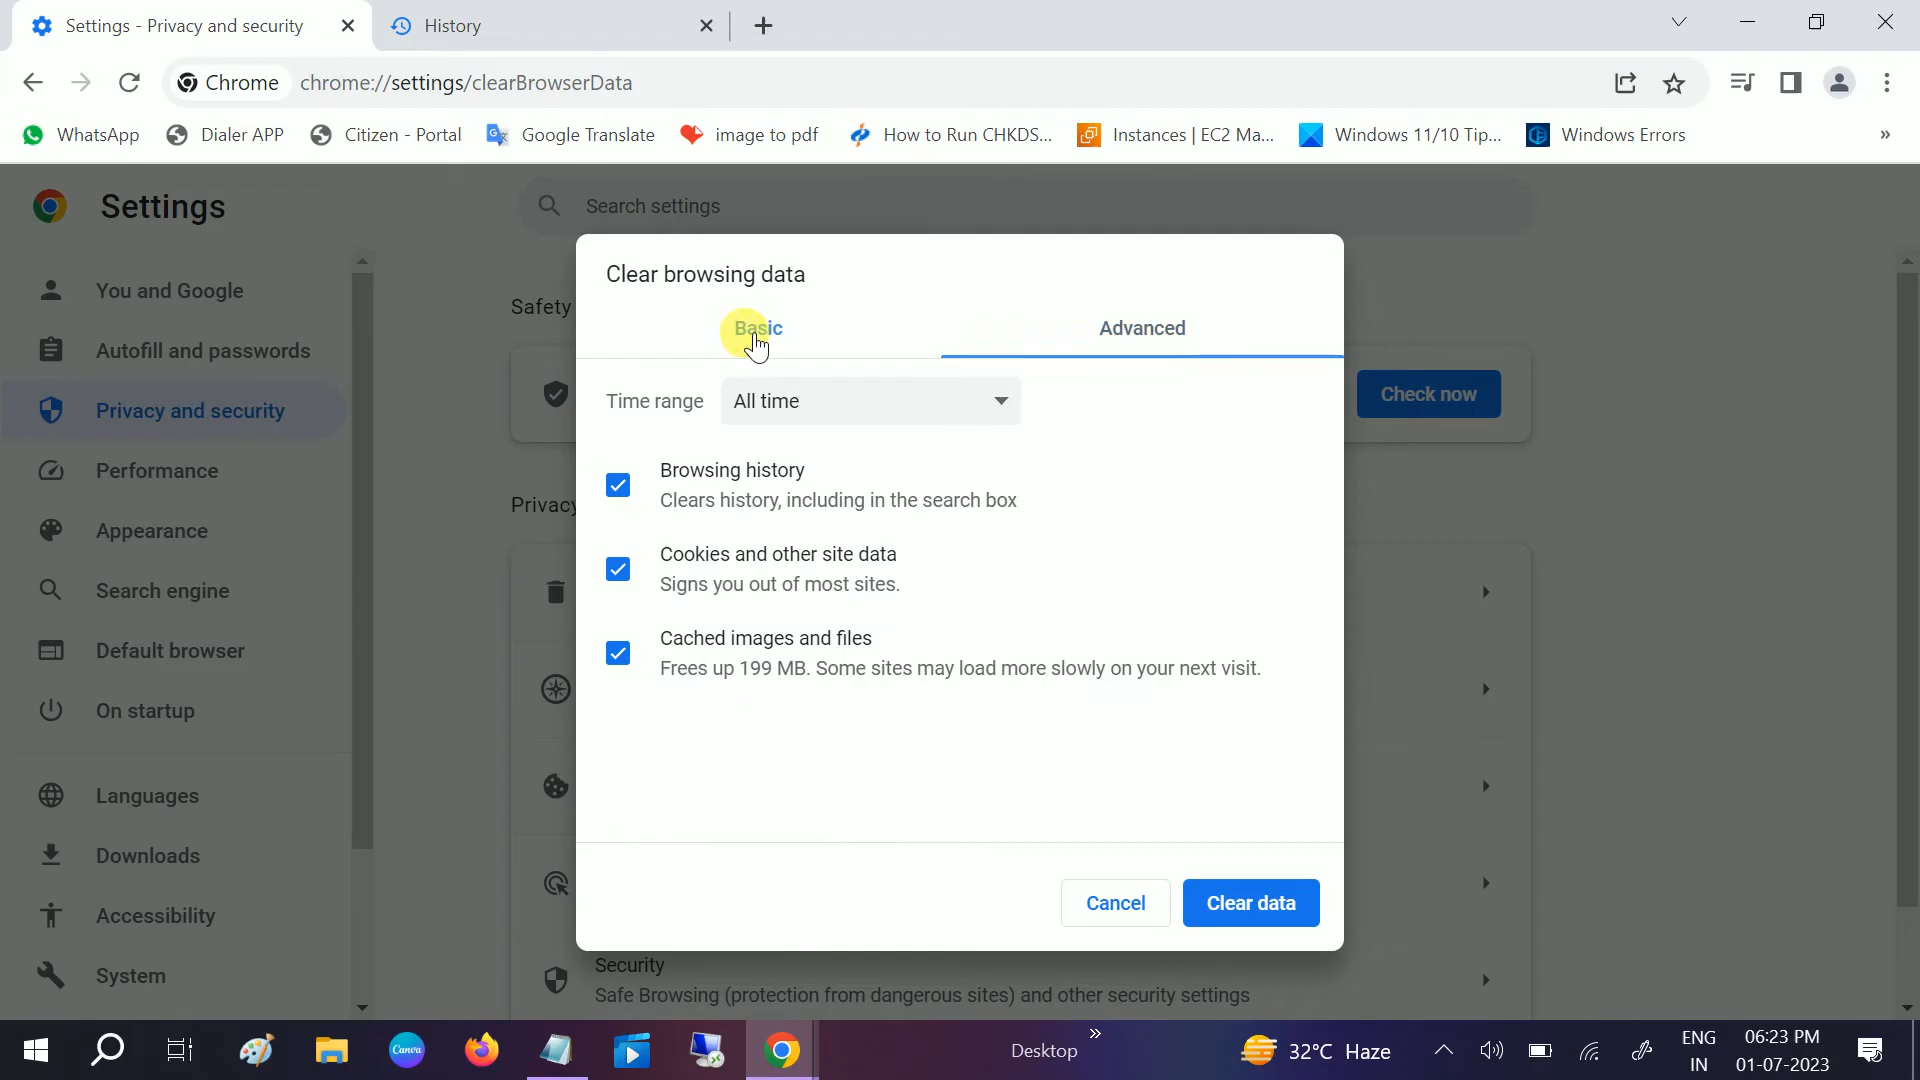 Settings - Privacy and security
History
Chrome
chrome://settings/clearBrowserData
WhatsApp
Dialer APP
Citizen - Portal
Google Translate
image to pdf
How to Run CHKDS...
Instances | EC2 Ma...
Windows 11/10 Tip...
Windows Errors
»
Settings
Search settings
You and Google
Autofill and passwords
Privacy and security
Performance
Appearance
Search engine
Default browser
On startup
Languages
Downloads
Accessibility
System
Safety
Check now
Privacy
Clear browsing data
Basic
Advanced
Time range
All time
Browsing history
Clears history, including in the search box
Cookies and other site data
Signs you out of most sites.
Cached images and files
Frees up 199 MB. Some sites may load more slowly on your next visit.
Cancel
Clear data
Security
Safe Browsing (protection from dangerous sites) and other security settings
Canva
Desktop
»
32°C Haze
ENG
IN
06:23 PM
01-07-2023